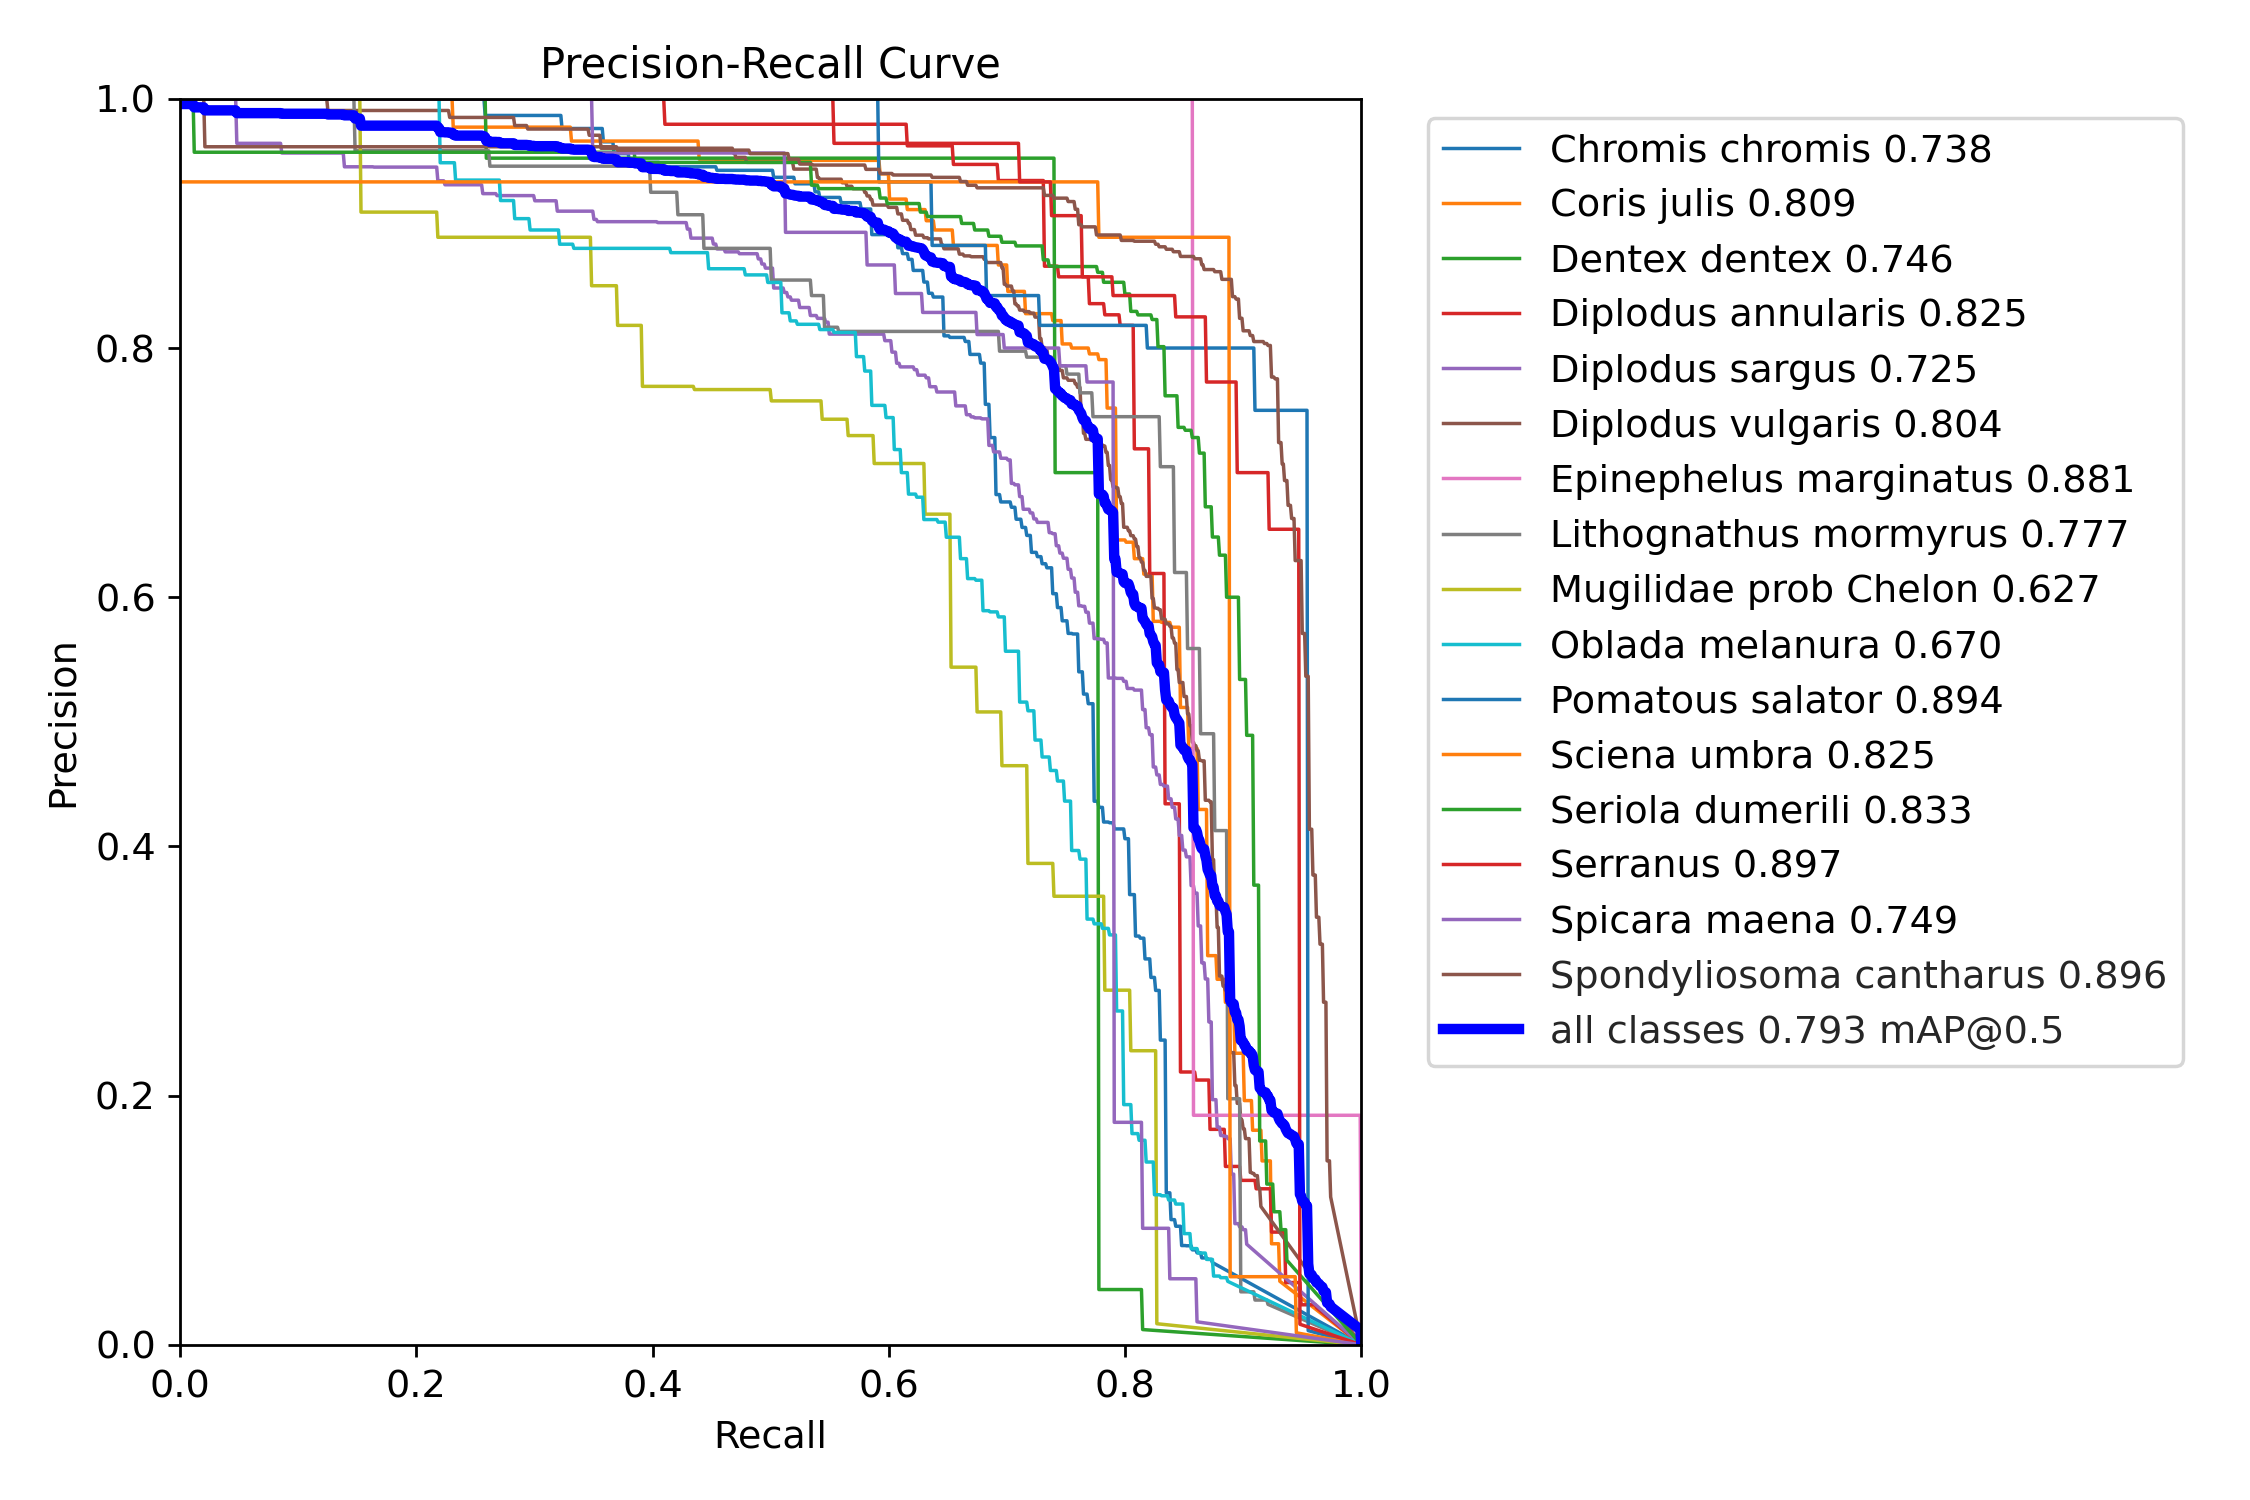 Precision-Recall Curve
1.0
0.8
0.6
0.4
0.2
0.0
Precision
0.0 0.2 0.4 0.6 0.8 1.0
Recall
Chromis chromis 0.738
Coris julis 0.809
Dentex dentex 0.746
Diplodus annularis 0.825
Diplodus sargus 0.725
Diplodus vulgaris 0.804
Epinephelus marginatus 0.881
Lithognathus mormyrus 0.777
Mugilidae prob Chelon 0.627
Oblada melanura 0.670
Pomatous salator 0.894
Sciena umbra 0.825
Seriola dumerili 0.833
Serranus 0.897
Spicara maena 0.749
Spondyliosoma cantharus 0.896
all classes 0.793 mAP@0.5